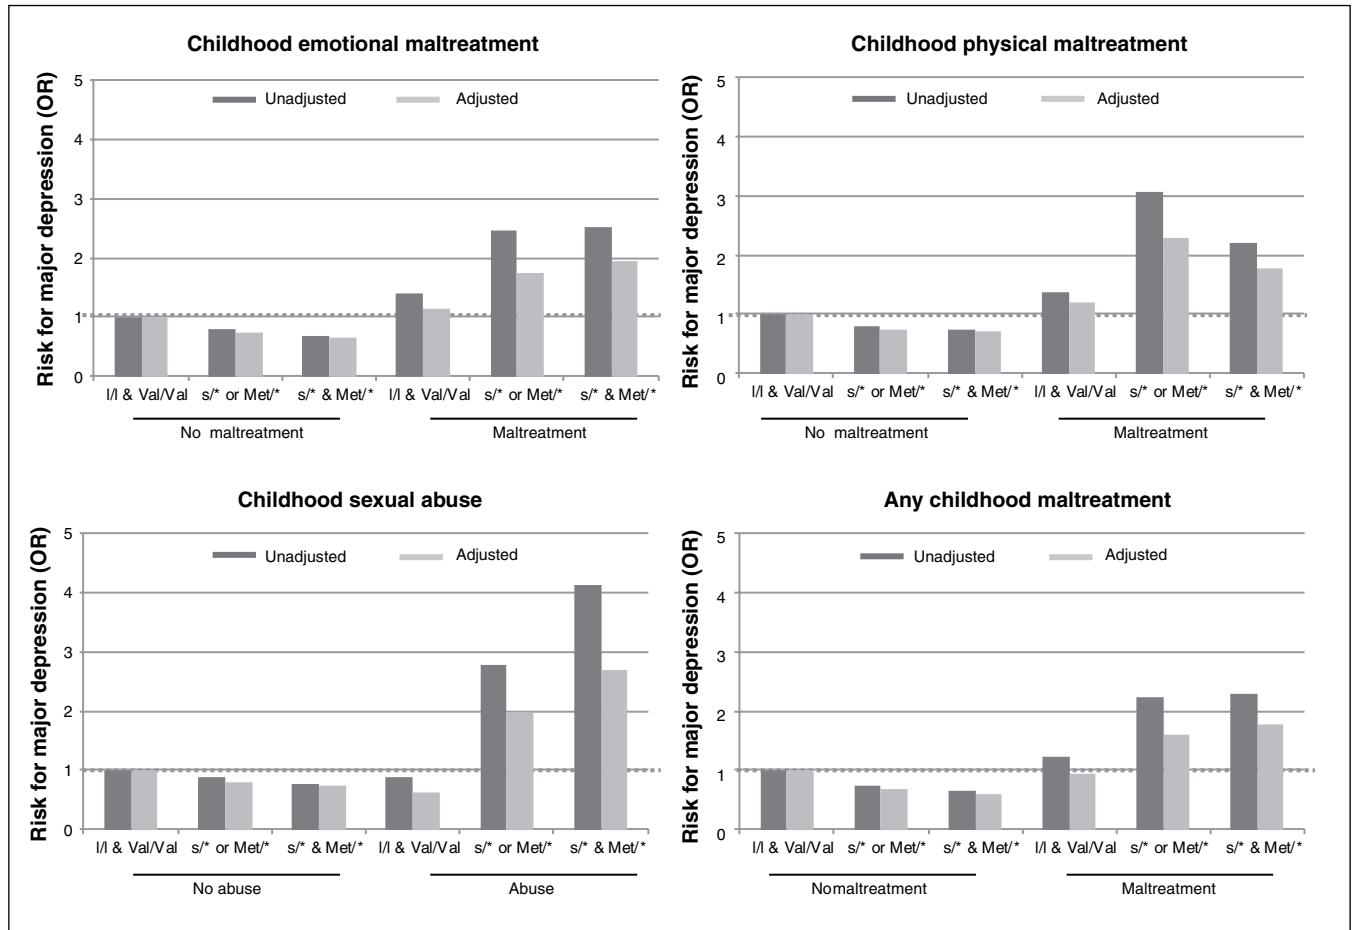 Childhood emotional maltreatment
Risk for major depression (OR)
5
4
3
2
1
0
Unadjusted
Adjusted
l/l & Val/Val
s/* or Met/*
s/* & Met/*
l/l & Val/Val
s/* or Met/*
s/* & Met/*
No maltreatment
Maltreatment
Childhood physical maltreatment
Risk for major depression (OR)
5
4
3
2
1
0
Unadjusted
Adjusted
l/l & Val/Val
s/* or Met/*
s/* & Met/*
l/l & Val/Val
s/* or Met/*
s/* & Met/*
No maltreatment
Maltreatment
Childhood sexual abuse
Risk for major depression (OR)
5
4
3
2
1
0
Unadjusted
Adjusted
l/l & Val/Val
s/* or Met/*
s/* & Met/*
l/l & Val/Val
s/* or Met/*
s/* & Met/*
No abuse
Abuse
Any childhood maltreatment
Risk for major depression (OR)
5
4
3
2
1
0
Unadjusted
Adjusted
l/l & Val/Val
s/* or Met/*
s/* & Met/*
l/l & Val/Val
s/* or Met/*
s/* & Met/*
Nomaltreatment
Maltreatment